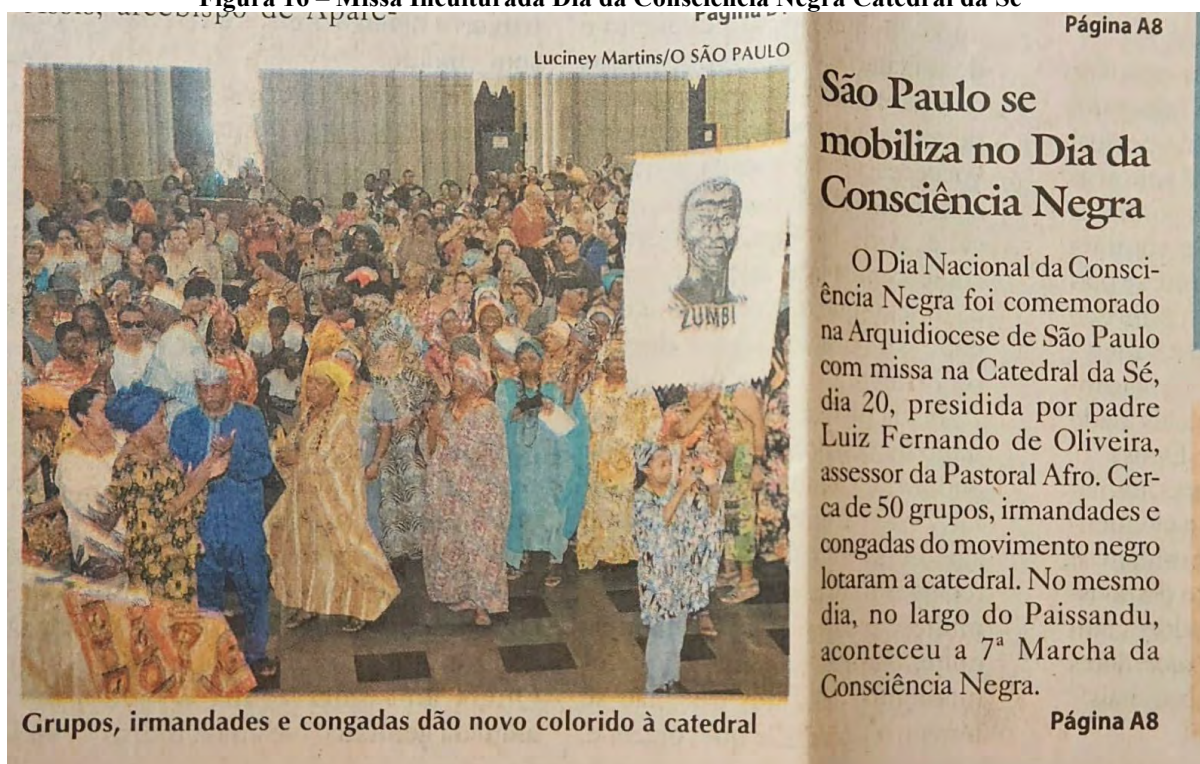 Figura 16 – Missa Inculturada Dia da Consciência Negra Catedral da Sé
arcebispo de Apare-
Página
Página A8
Luciney Martins/O SÃO PAULO
ZUMBI
Grupos, irmandades e congadas dão novo colorido à catedral
São Paulo se
mobiliza no Dia da
Consciência Negra
O Dia Nacional da Consci-
ência Negra foi comemorado
na Arquidiocese de São Paulo
com missa na Catedral da Sé,
dia 20, presidida por padre
Luiz Fernando de Oliveira,
assessor da Pastoral Afro. Cer-
ca de 50 grupos, irmandades e
congadas do movimento negro
lotaram a catedral. No mesmo
dia, no largo do Paissandu,
aconteceu a 7ª Marcha da
Consciência Negra.
Página A8